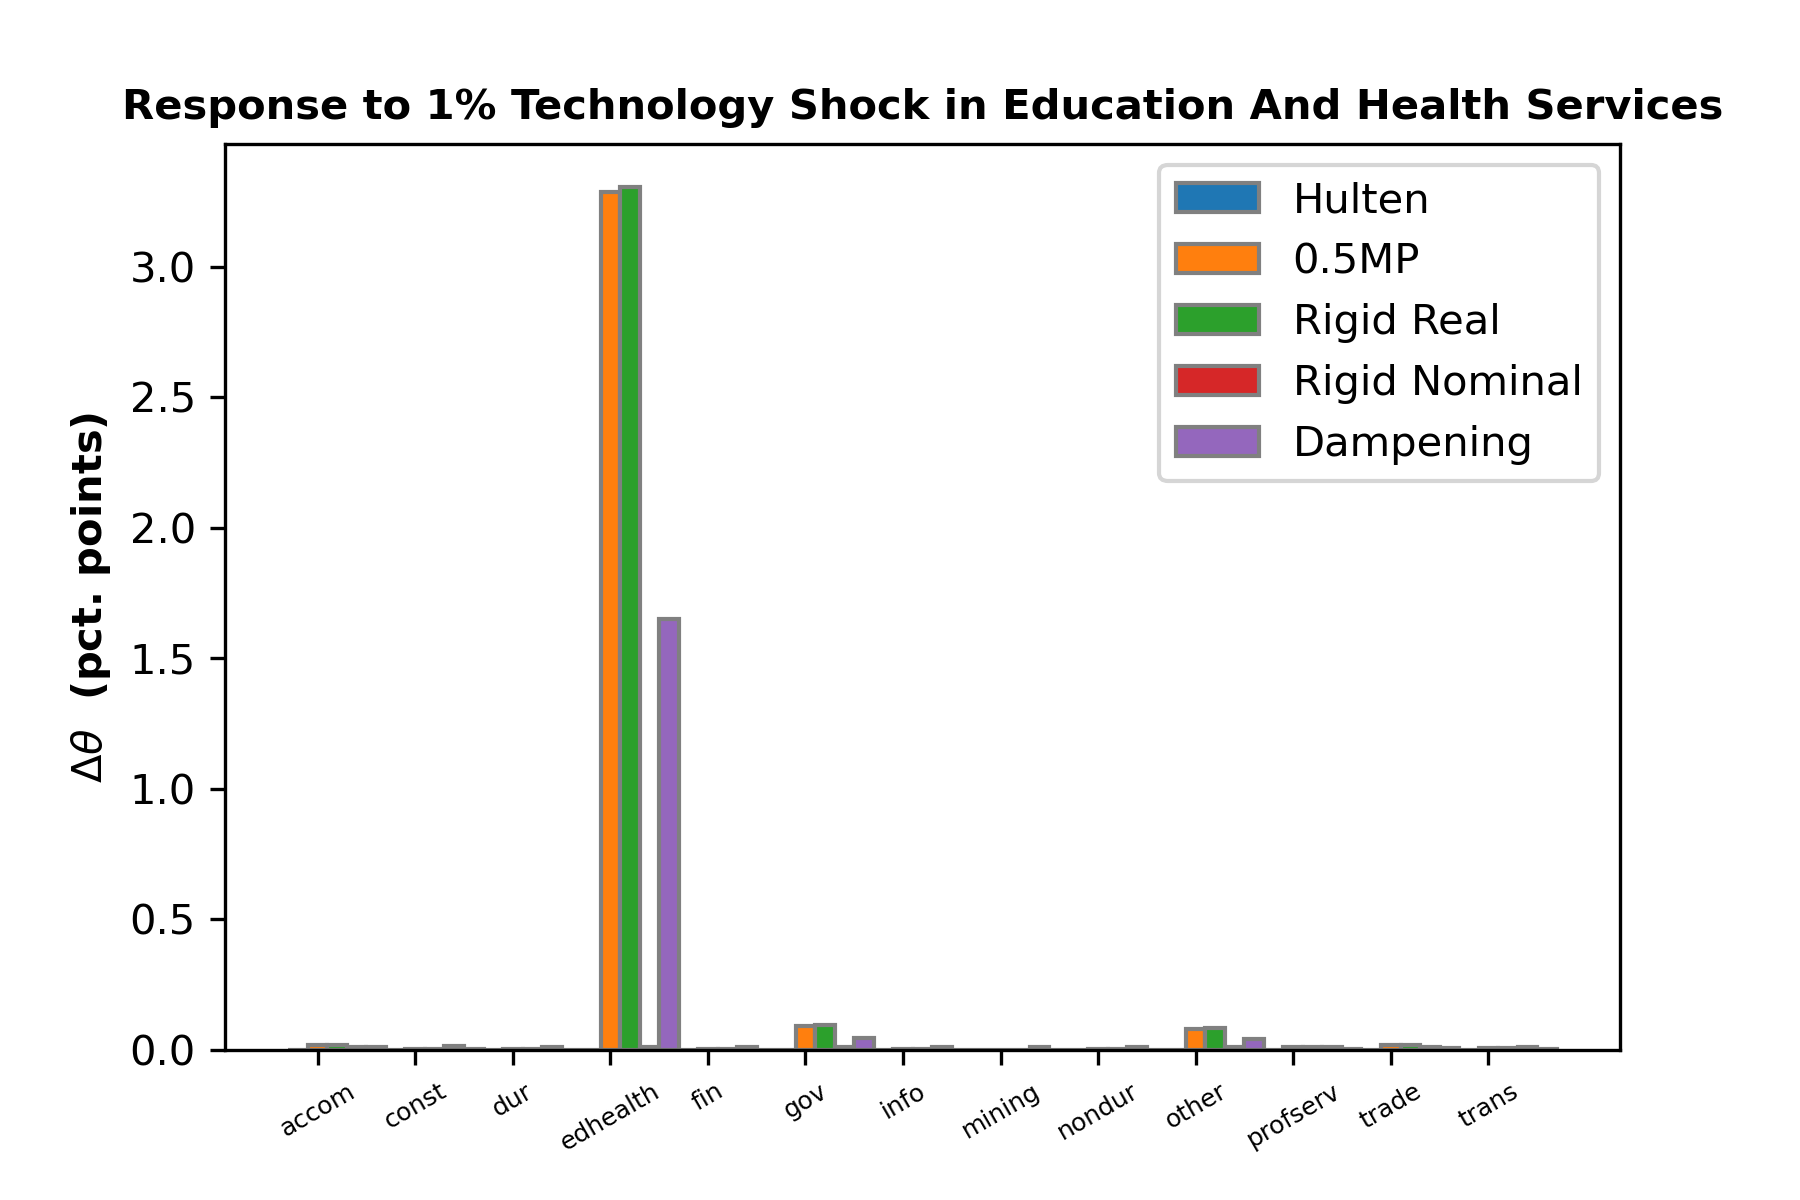 Response to 1% Technology Shock in Education And Health Services
Δθ (pct. points)
3.0
2.5
2.0
1.5
1.0
0.5
0.0
Hulten
0.5MP
Rigid Real
Rigid Nominal
Dampening
accom
const
dur
edhealth
fin
gov
info
mining
nondur
other
profserv
trade
trans